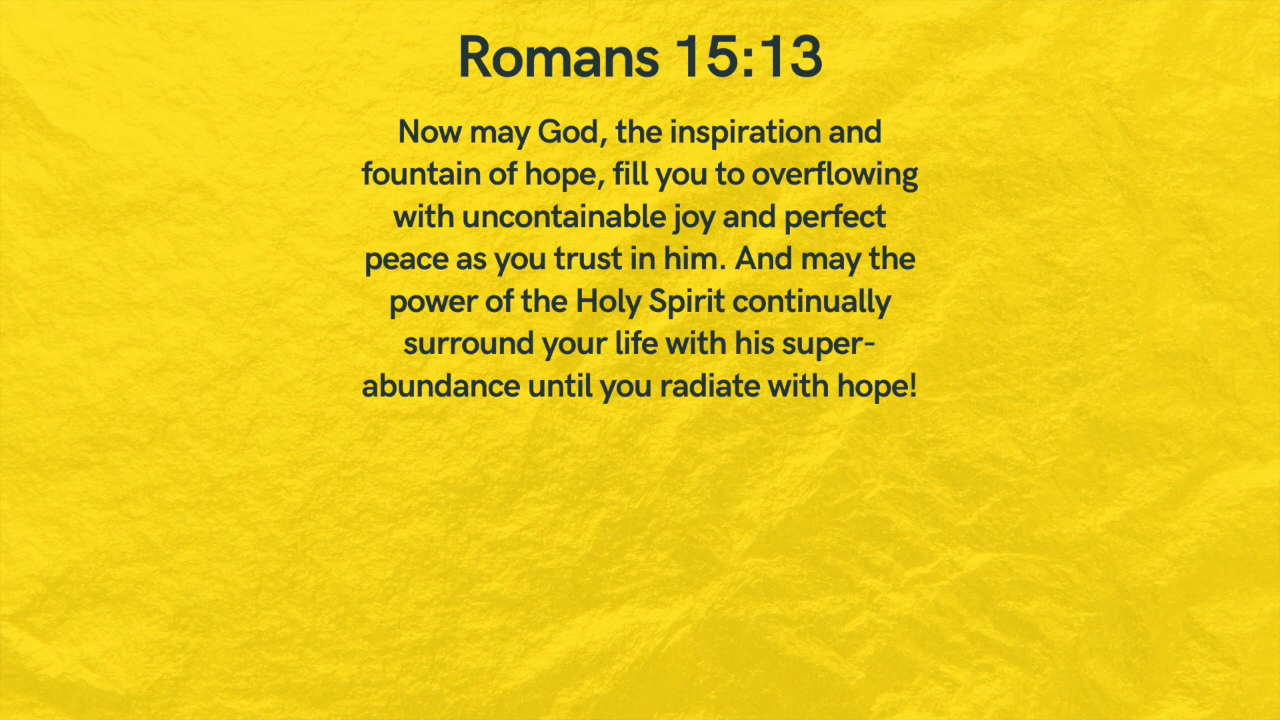 Romans 15:13
Now may God, the inspiration and
fountain of hope, fill you to overflowing
with uncontainable joy and perfect
peace as you trust in him. And may the
power of the Holy Spirit continually
surround your life with his super-
abundance until you radiate with hope!